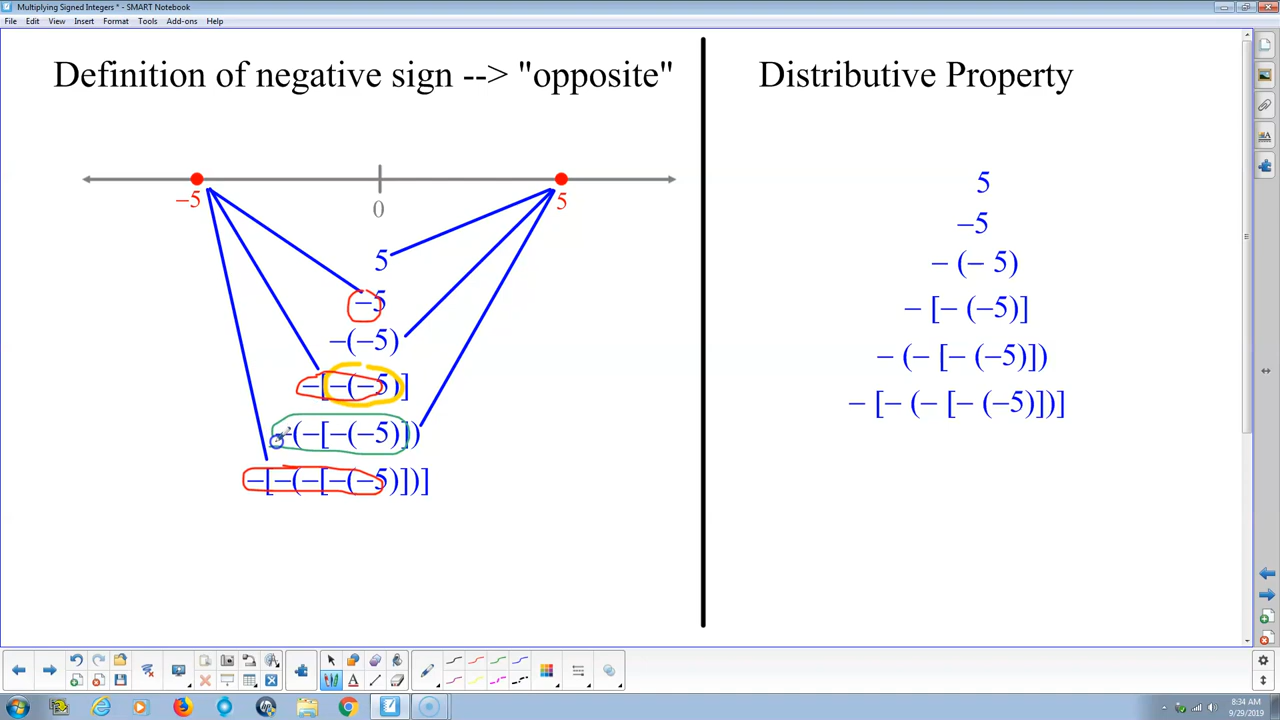 Multiplying Signed Integers * - SMART Notebook
File Edit View Insert Format Tools Add-ons Help
Definition of negative sign --> "opposite"
−5
0
5
5
−5
−(−5)
−[−(−5)]
−(−[−(−5)])
−[−(−[−(−5)])]
Distributive Property
5
−5
− (− 5)
− [− (−5)]
− (− [− (−5)])
− [− (− [− (−5)])]
8:34 AM
9/29/2019